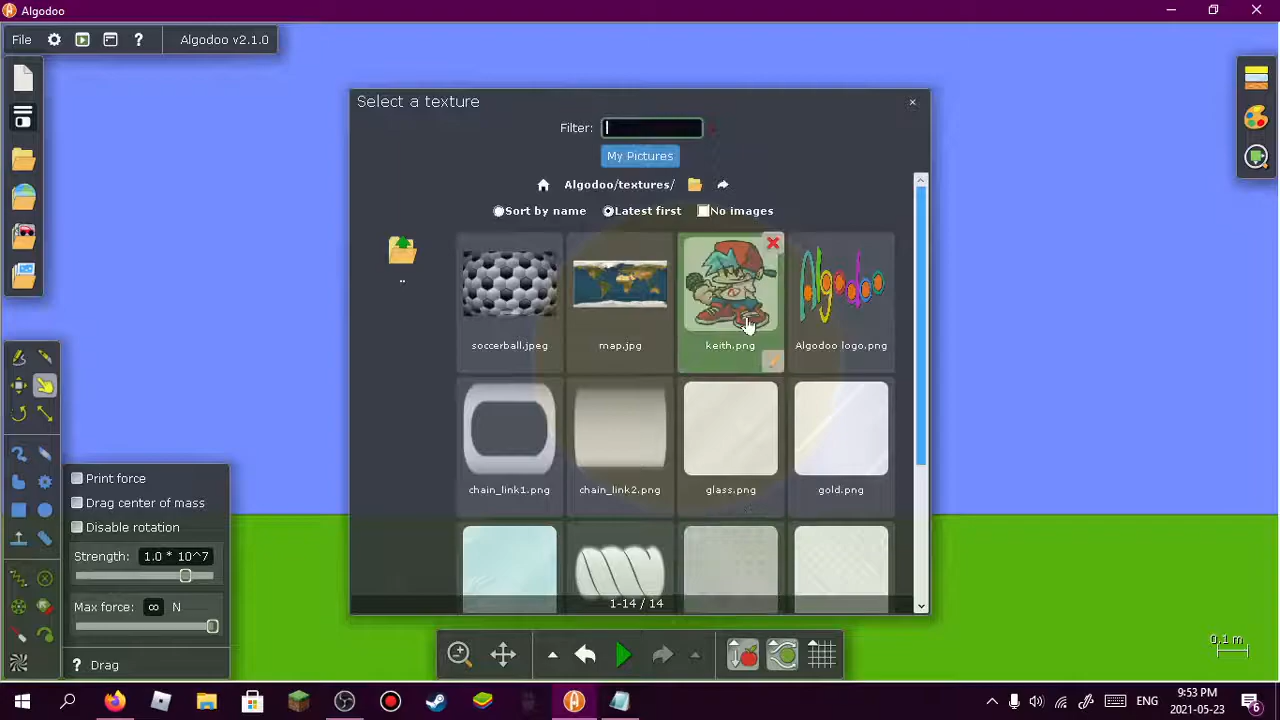 Algodoo
File
Algodoo v2.1.0
Select a texture
Filter:
My Pictures
Algodoo/textures/
Sort by name
Latest first
No images
..
soccerball.jpeg
map.jpg
keith.png
Algodoo logo.png
Algodoo
chain_link1.png
chain_link2.png
glass.png
gold.png
1-14 / 14
Print force
Drag center of mass
Disable rotation
Strength: 1.0 * 10^7
Max force: ∞ N
? Drag
0.1 m
ENG
9:53 PM
2021-05-23
6